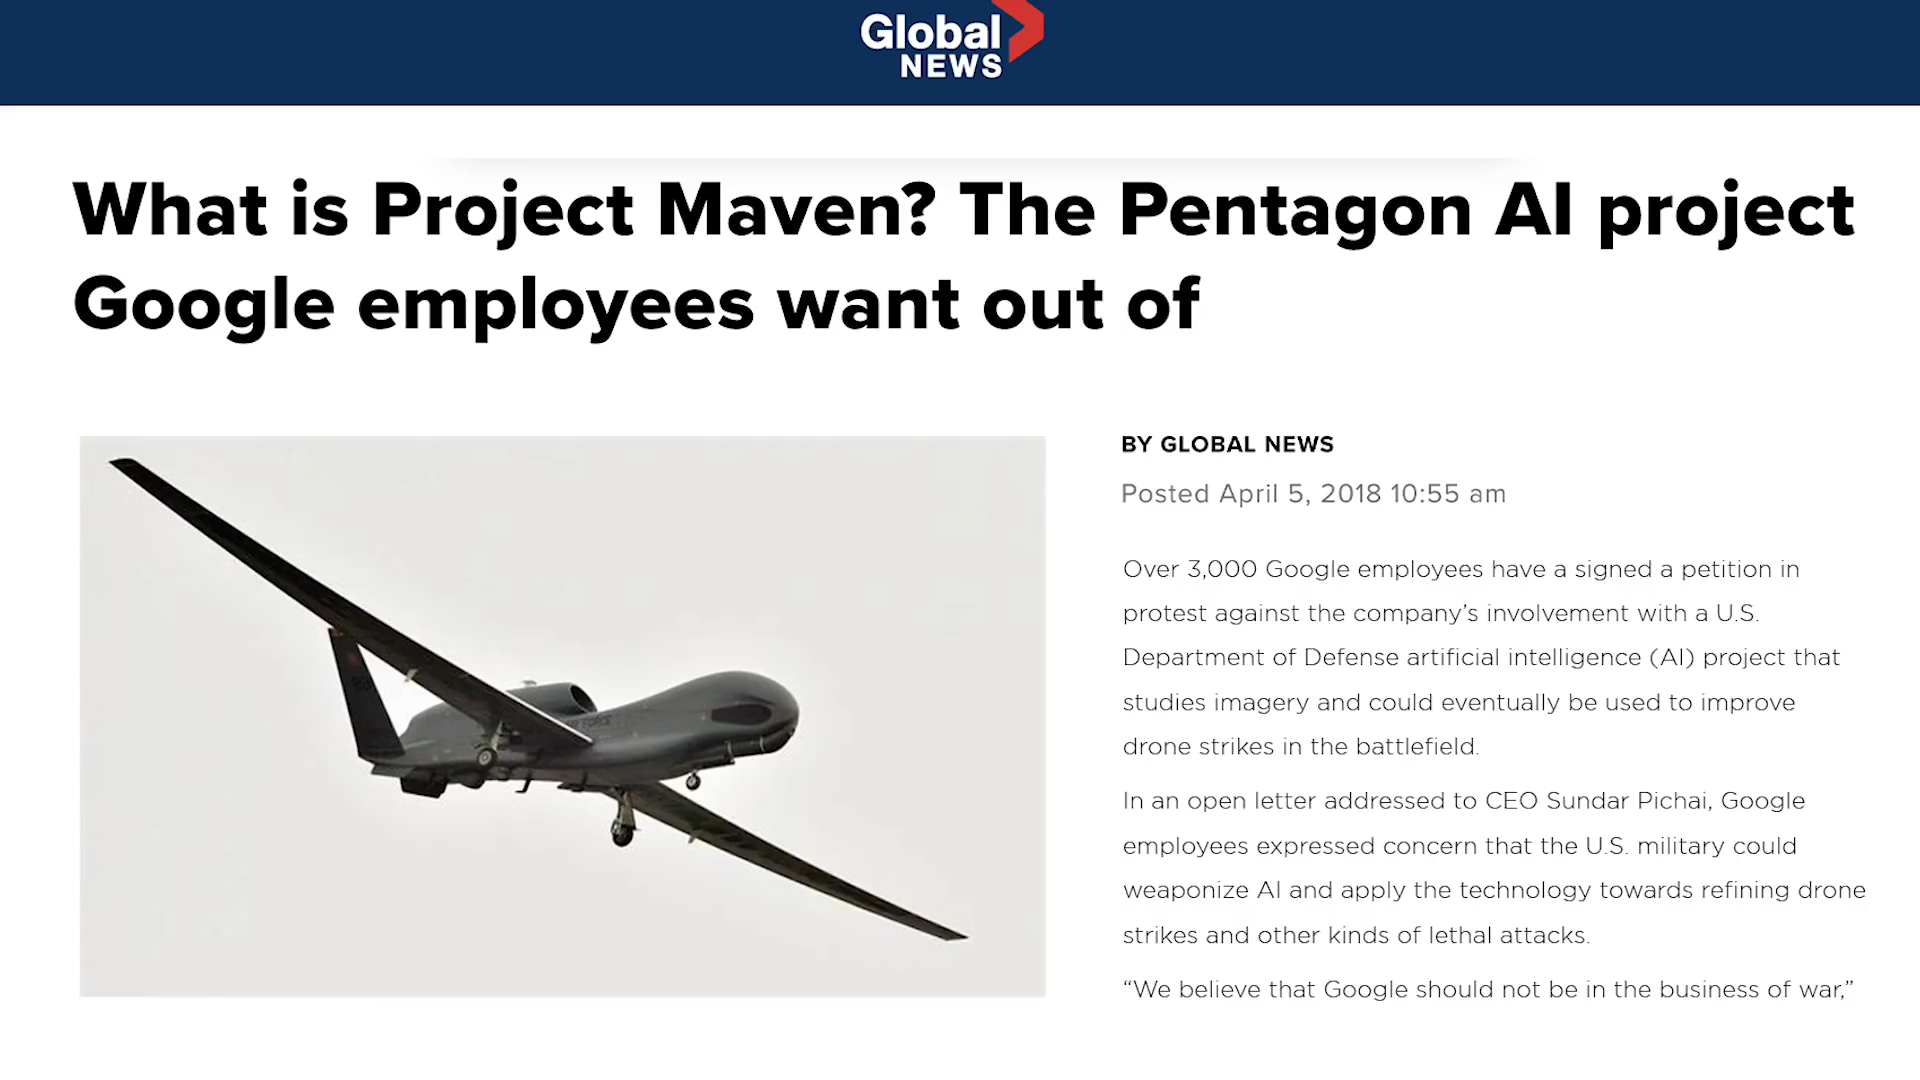 Global
NEWS
What is Project Maven? The Pentagon AI project
Google employees want out of
BY GLOBAL NEWS
Posted April 5, 2018 10:55 am
Over 3,000 Google employees have a signed a petition in
protest against the company’s involvement with a U.S.
Department of Defense artificial intelligence (AI) project that
studies imagery and could eventually be used to improve
drone strikes in the battlefield.
In an open letter addressed to CEO Sundar Pichai, Google
employees expressed concern that the U.S. military could
weaponize AI and apply the technology towards refining drone
strikes and other kinds of lethal attacks.
“We believe that Google should not be in the business of war,”